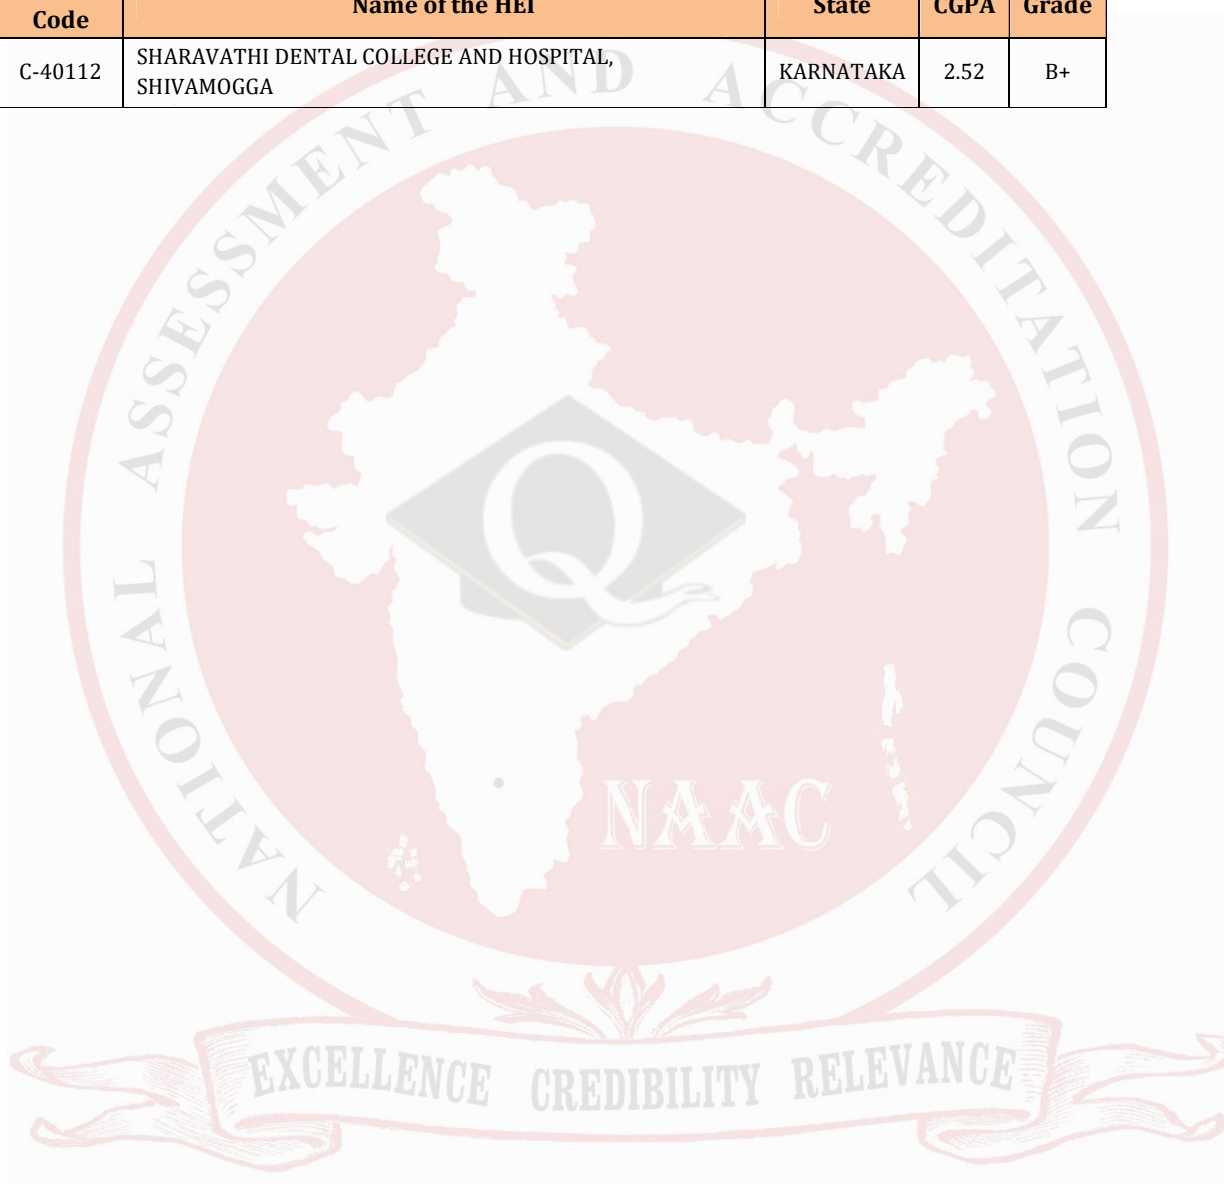 Code Name of the HEI State CGPA Grade
C-40112 SHARAVATHI DENTAL COLLEGE AND HOSPITAL, SHIVAMOGGA KARNATAKA 2.52 B+
NATIONAL ASSESSMENT AND ACCREDITATION COUNCIL
NAAC
EXCELLENCE CREDIBILITY RELEVANCE